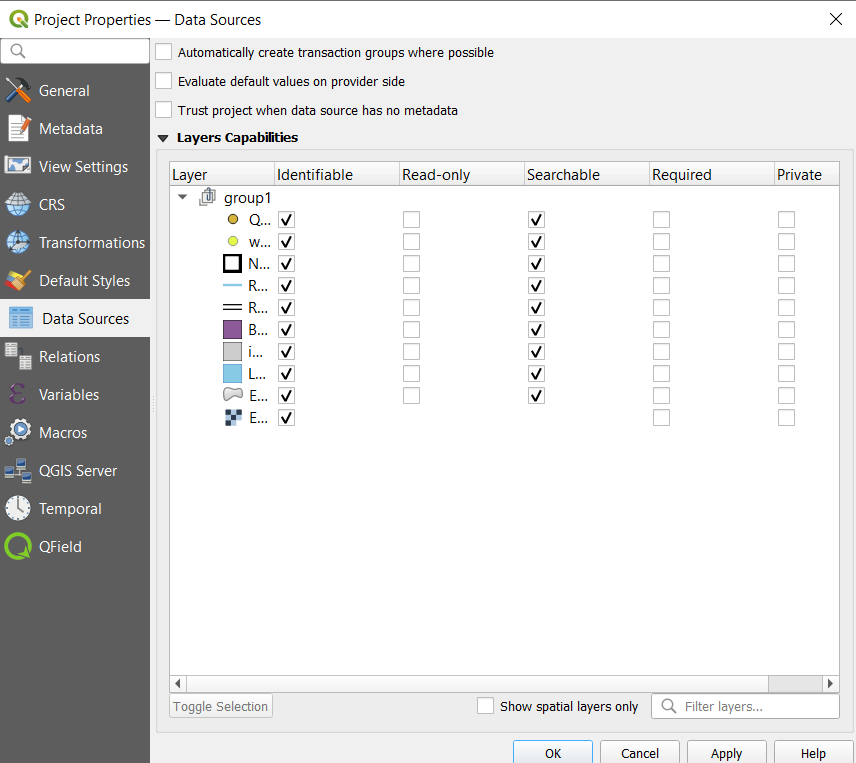 Project Properties — Data Sources
Automatically create transaction groups where possible
Evaluate default values on provider side
Trust project when data source has no metadata
Layers Capabilities
General
Metadata
View Settings
CRS
Transformations
Default Styles
Data Sources
Relations
Variables
Macros
QGIS Server
Temporal
QField
Layer Identifiable Read-only Searchable Required Private
group1
Q...
w...
N...
R...
R...
B...
i...
L...
E...
E...
Toggle Selection Show spatial layers only Filter layers...
OK Cancel Apply Help